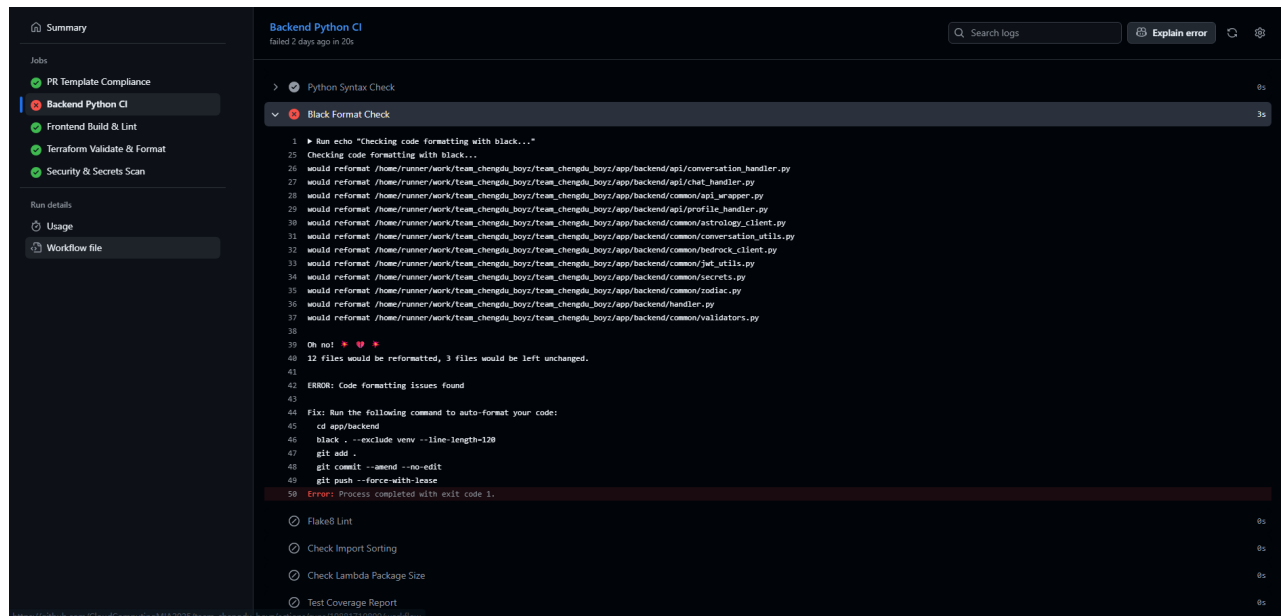 Summary
Jobs
PR Template Compliance
Backend Python CI
Frontend Build & Lint
Terraform Validate & Format
Security & Secrets Scan
Run details
Usage
Workflow file
Backend Python CI
failed 2 days ago in 20s
Search logs
Explain error
Python Syntax Check 0s
Black Format Check 3s
1 Run echo "Checking code formatting with black..."
25 Checking code formatting with black...
26 would reformat /home/runner/work/team_chengdu_boyz/team_chengdu_boyz/app/backend/api/conversation_handler.py
27 would reformat /home/runner/work/team_chengdu_boyz/team_chengdu_boyz/app/backend/api/chat_handler.py
28 would reformat /home/runner/work/team_chengdu_boyz/team_chengdu_boyz/app/backend/common/api_wrapper.py
29 would reformat /home/runner/work/team_chengdu_boyz/team_chengdu_boyz/app/backend/api/profile_handler.py
30 would reformat /home/runner/work/team_chengdu_boyz/team_chengdu_boyz/app/backend/common/astrology_client.py
31 would reformat /home/runner/work/team_chengdu_boyz/team_chengdu_boyz/app/backend/common/conversation_utils.py
32 would reformat /home/runner/work/team_chengdu_boyz/team_chengdu_boyz/app/backend/common/bedrock_client.py
33 would reformat /home/runner/work/team_chengdu_boyz/team_chengdu_boyz/app/backend/common/jwt_utils.py
34 would reformat /home/runner/work/team_chengdu_boyz/team_chengdu_boyz/app/backend/common/secrets.py
35 would reformat /home/runner/work/team_chengdu_boyz/team_chengdu_boyz/app/backend/common/zodiac.py
36 would reformat /home/runner/work/team_chengdu_boyz/team_chengdu_boyz/app/backend/handler.py
37 would reformat /home/runner/work/team_chengdu_boyz/team_chengdu_boyz/app/backend/common/validators.py
38
39 Oh no! 💥 💔 💥
40 12 files would be reformatted, 3 files would be left unchanged.
41
42 ERROR: Code formatting issues found
43
44 Fix: Run the following command to auto-format your code:
45 cd app/backend
46 black . --exclude venv --line-length=120
47 git add .
48 git commit --amend --no-edit
49 git push --force-with-lease
50 Error: Process completed with exit code 1.
Flake8 Lint 0s
Check Import Sorting 0s
Check Lambda Package Size 0s
Test Coverage Report 0s